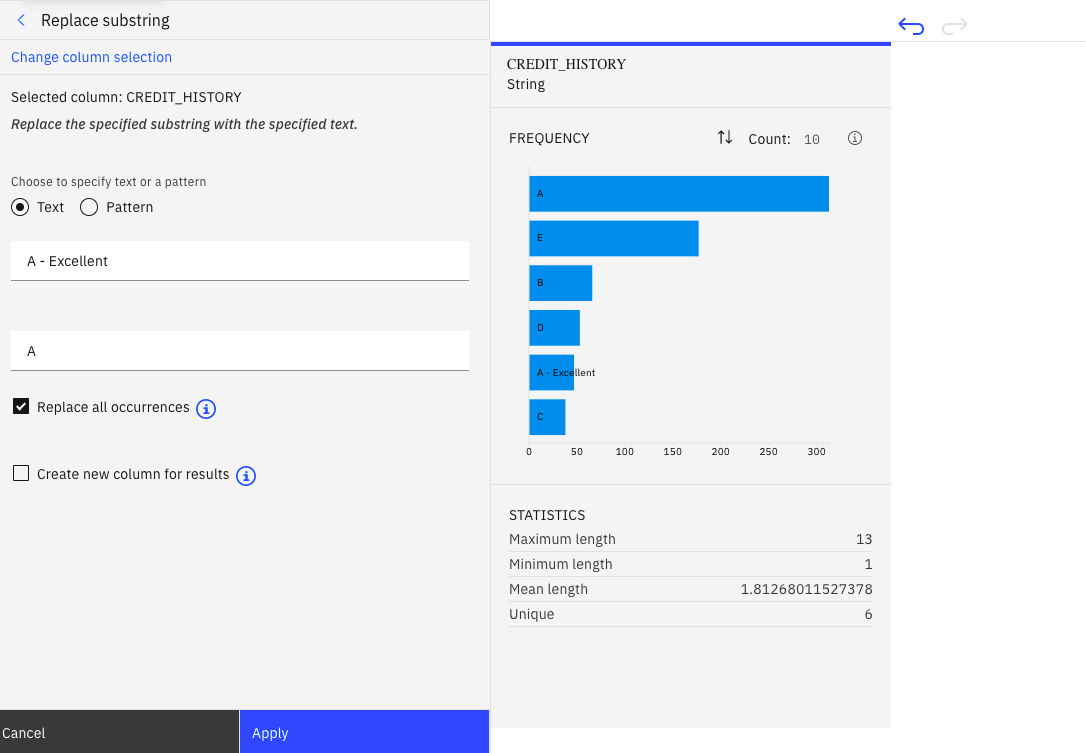 Replace substring
Change column selection
Selected column: CREDIT_HISTORY
Replace the specified substring with the specified text.
Choose to specify text or a pattern
Text Pattern
A - Excellent
A
Replace all occurrences
Create new column for results
Cancel Apply
CREDIT_HISTORY
String
FREQUENCY Count: 10
A
E
B
D
A - Excellent
C
0 50 100 150 200 250 300
STATISTICS
Maximum length 13
Minimum length 1
Mean length 1.81268011527378
Unique 6